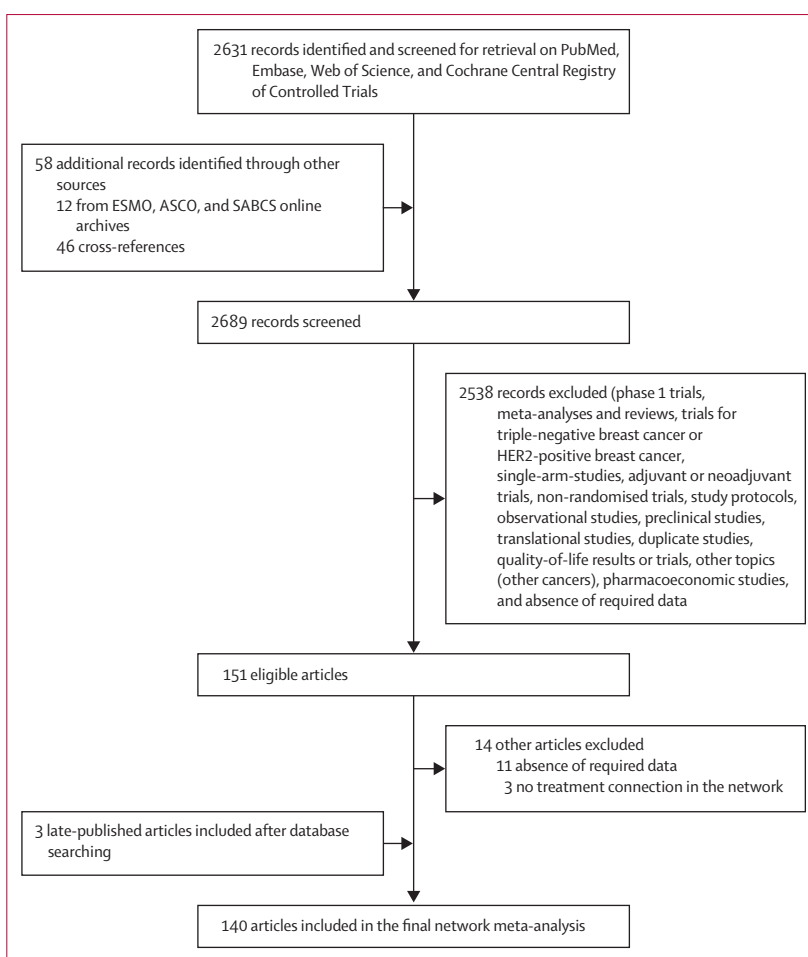 2631 records identified and screened for retrieval on PubMed,
Embase, Web of Science, and Cochrane Central Registry
of Controlled Trials
58 additional records identified through other
sources
12 from ESMO, ASCO, and SABCS online
archives
46 cross-references
2689 records screened
2538 records excluded (phase 1 trials,
meta-analyses and reviews, trials for
triple-negative breast cancer or
HER2-positive breast cancer,
single-arm-studies, adjuvant or neoadjuvant
trials, non-randomised trials, study protocols,
observational studies, preclinical studies,
translational studies, duplicate studies,
quality-of-life results or trials, other topics
(other cancers), pharmacoeconomic studies,
and absence of required data
151 eligible articles
14 other articles excluded
11 absence of required data
3 no treatment connection in the network
3 late-published articles included after database
searching
140 articles included in the final network meta-analysis